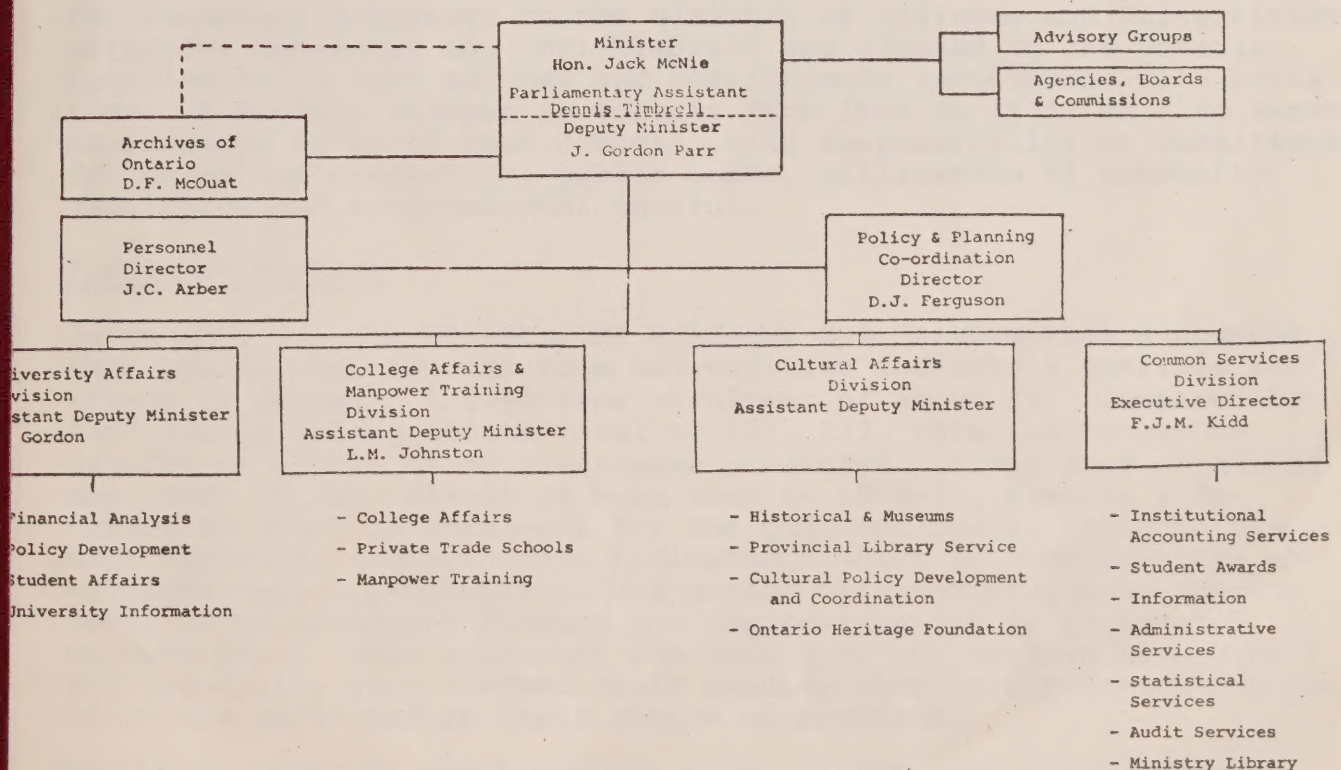 Minister
Hon. Jack McNie
Parliamentary Assistant
Dennis Timbrell
Deputy Minister
J. Gordon Parr
Advisory Groups
Agencies, Boards
& Commissions
Archives of
Ontario
D.F. McOuat
Personnel
Director
J.C. Arber
Policy & Planning
Co-ordination
Director
D.J. Ferguson
iversity Affairs
vision
stant Deputy Minister
Gordon
Financial Analysis
Policy Development
Student Affairs
University Information
College Affairs &
Manpower Training
Division
Assistant Deputy Minister
L.M. Johnston
- College Affairs
- Private Trade Schools
- Manpower Training
Cultural Affairs
Division
Assistant Deputy Minister
- Historical & Museums
- Provincial Library Service
- Cultural Policy Development
and Coordination
- Ontario Heritage Foundation
Common Services
Division
Executive Director
F.J.M. Kidd
- Institutional
Accounting Services
- Student Awards
- Information
- Administrative
Services
- Statistical
Services
- Audit Services
- Ministry Library